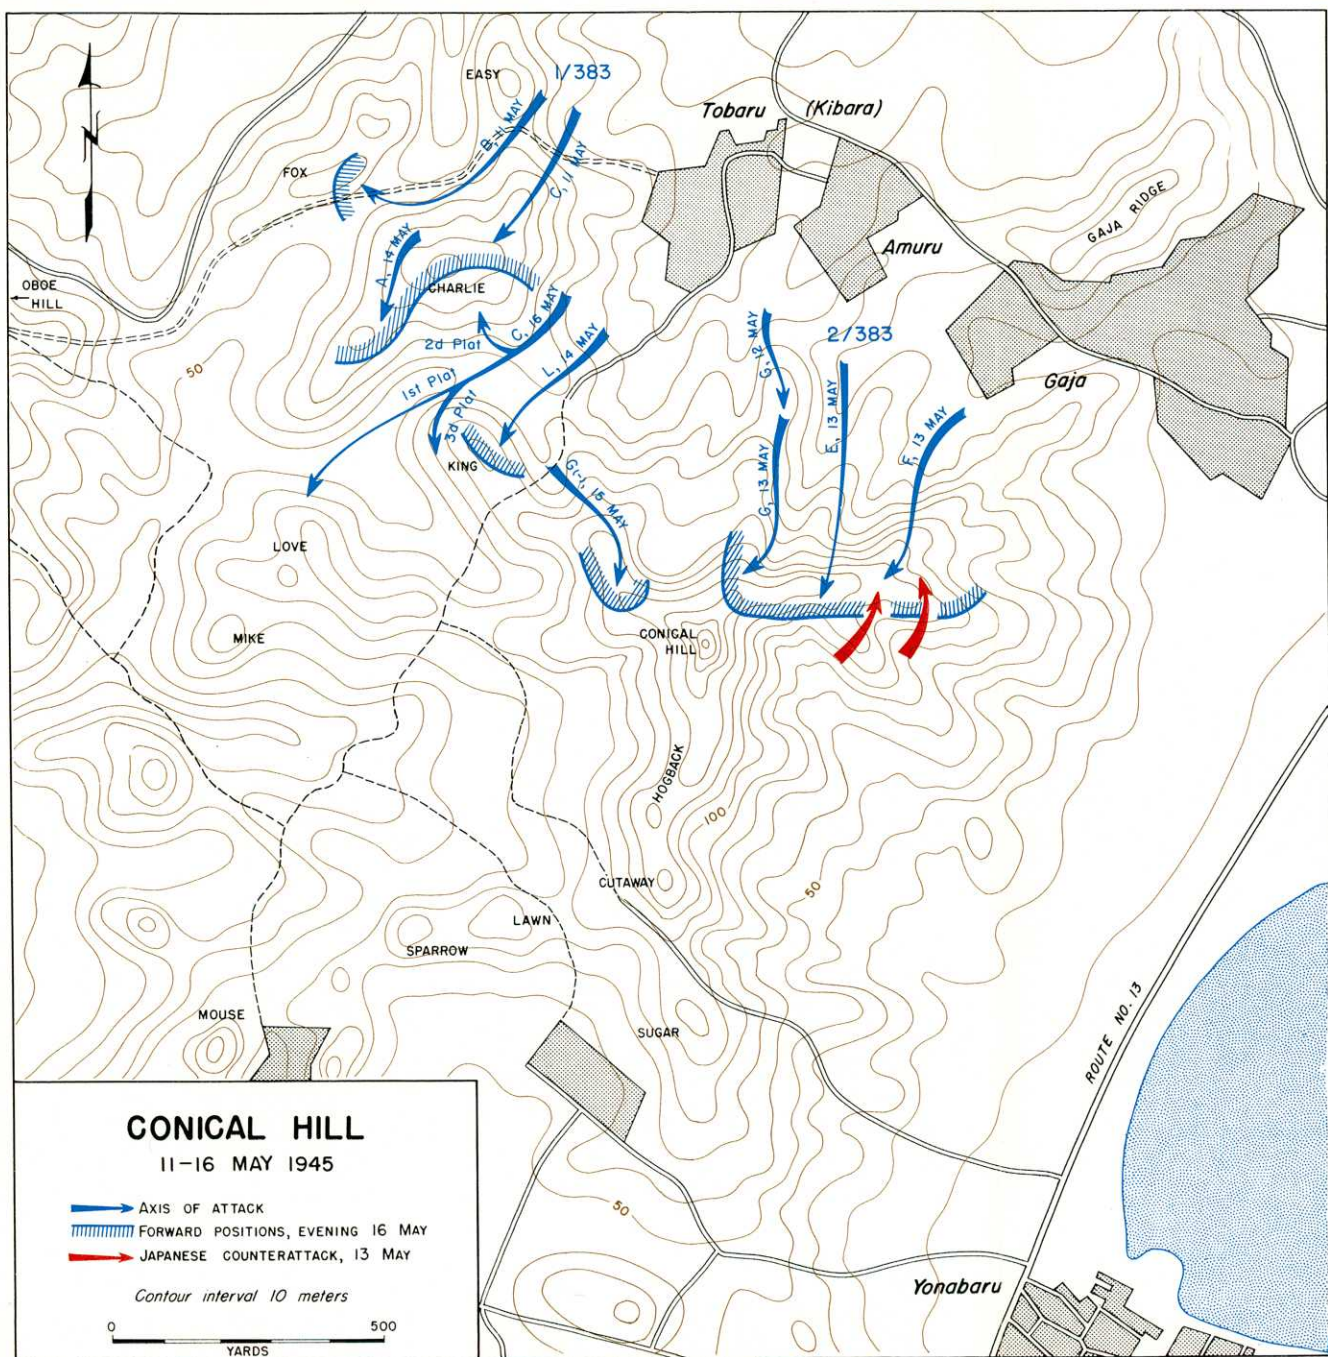 EASY
1/383
Tobaru (Kibara)
B, 11 MAY
C, 11 MAY
FOX
N
GAJA RIDGE
Amuru
A, 14 MAY
OBOE
HILL
CHARLIE
C, 16 MAY
2d Plat
L, 14 MAY
G, 12 MAY
2/383
50
1st Plat
3d Plat
E, 13 MAY
Gaja
F, 13 MAY
KING
G, 13 MAY
15 MAY
LOVE
MIKE
CONICAL
HILL
HOGBACK
100
CUTAWAY
50
LAWN
SPARROW
MOUSE
SUGAR
ROUTE NO. 13
50
Yonabaru
CONICAL HILL
11-16 MAY 1945
AXIS OF ATTACK
FORWARD POSITIONS, EVENING 16 MAY
JAPANESE COUNTERATTACK, 13 MAY
Contour interval 10 meters
0 500
YARDS